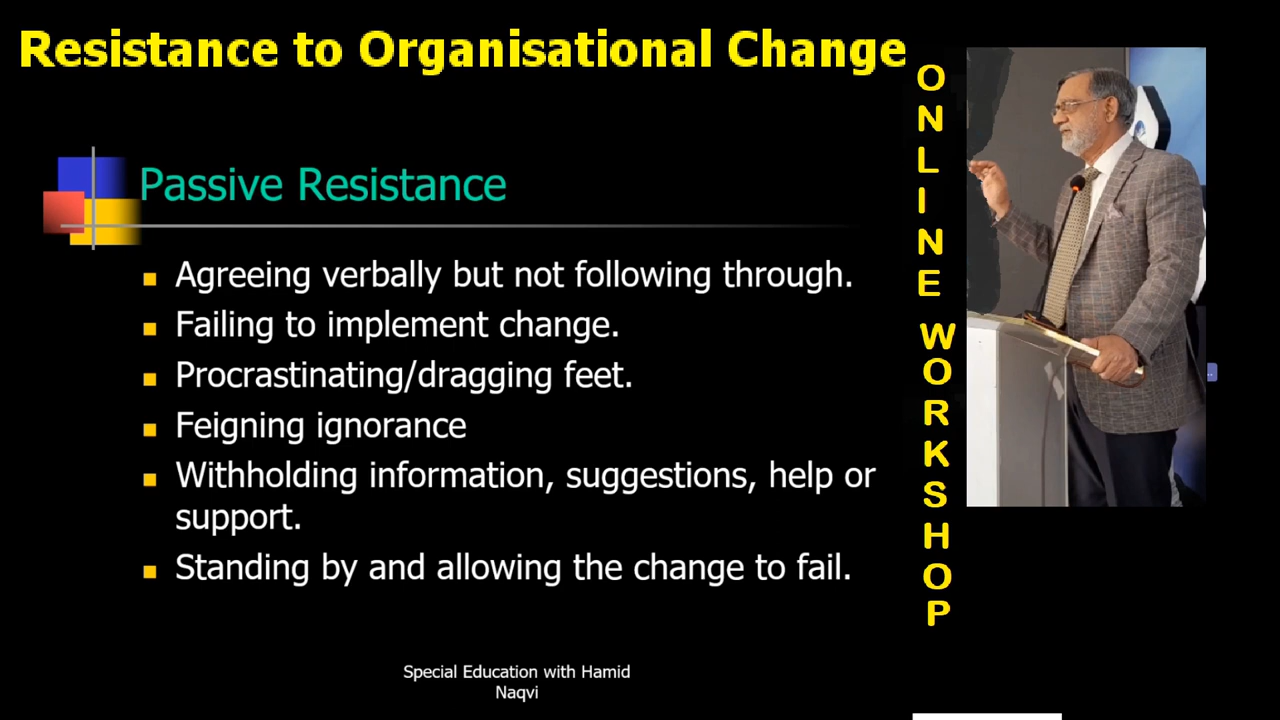 Resistance to Organisational Change
Passive Resistance
Agreeing verbally but not following through.
Failing to implement change.
Procrastinating/dragging feet.
Feigning ignorance
Withholding information, suggestions, help or
support.
Standing by and allowing the change to fail.
Special Education with Hamid
Naqvi
ONLINE WORKSHOP